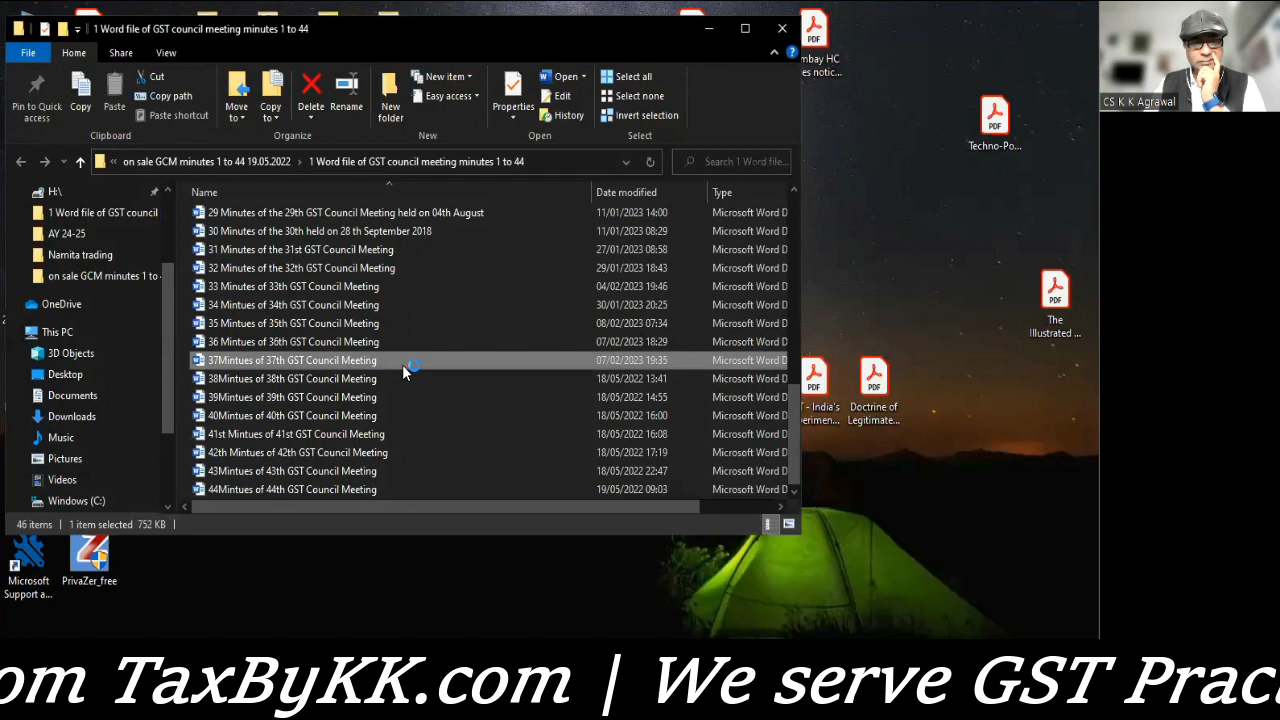 1 Word file of GST council meeting minutes 1 to 44
File Home Share View
Pin to Quick access
Copy
Paste
Cut
Copy path
Paste shortcut
Clipboard
Move to
Copy to
Delete
Rename
Organize
New folder
New item
Easy access
New
Properties
Open
Edit
History
Open
Select all
Select none
Invert selection
Select
« on sale GCM minutes 1 to 44 19.05.2022 › 1 Word file of GST council meeting minutes 1 to 44
Search 1 Word file...
H:\
1 Word file of GST council
AY 24-25
Namita trading
on sale GCM minutes 1 to
OneDrive
This PC
3D Objects
Desktop
Documents
Downloads
Music
Pictures
Videos
Windows (C:)
Name Date modified Type
29 Minutes of the 29th GST Council Meeting held on 04th August 11/01/2023 14:00 Microsoft Word D
30 Minutes of the 30th held on 28 th September 2018 11/01/2023 08:29 Microsoft Word D
31 Minutes of the 31st GST Council Meeting 27/01/2023 08:58 Microsoft Word D
32 Minutes of the 32th GST Council Meeting 29/01/2023 18:43 Microsoft Word D
33 Minutes of 33th GST Council Meeting 04/02/2023 19:46 Microsoft Word D
34 Mintues of 34th GST Council Meeting 30/01/2023 20:25 Microsoft Word D
35 Mintues of 35th GST Council Meeting 08/02/2023 07:34 Microsoft Word D
36 Mintues of 36th GST Council Meeting 07/02/2023 18:29 Microsoft Word D
37Mintues of 37th GST Council Meeting 07/02/2023 19:35 Microsoft Word D
38Mintues of 38th GST Council Meeting 18/05/2022 13:41 Microsoft Word D
39Mintues of 39th GST Council Meeting 18/05/2022 14:55 Microsoft Word D
40Mintues of 40th GST Council Meeting 18/05/2022 16:00 Microsoft Word D
41st Mintues of 41st GST Council Meeting 18/05/2022 16:08 Microsoft Word D
42th Mintues of 42th GST Council Meeting 18/05/2022 17:19 Microsoft Word D
43Mintues of 43th GST Council Meeting 18/05/2022 22:47 Microsoft Word D
44Mintues of 44th GST Council Meeting 19/05/2022 09:03 Microsoft Word D
46 items 1 item selected 752 KB
Microsoft Support a...
PrivaZer_free
PDF
mbay HC
es notic...
PDF
Techno-Po...
PDF
The
Illustrated ...
PDF
T - India's
perimen...
PDF
Doctrine of
Legitimate...
CS K K Agrawal
om TaxByKK.com | We serve GST Prac